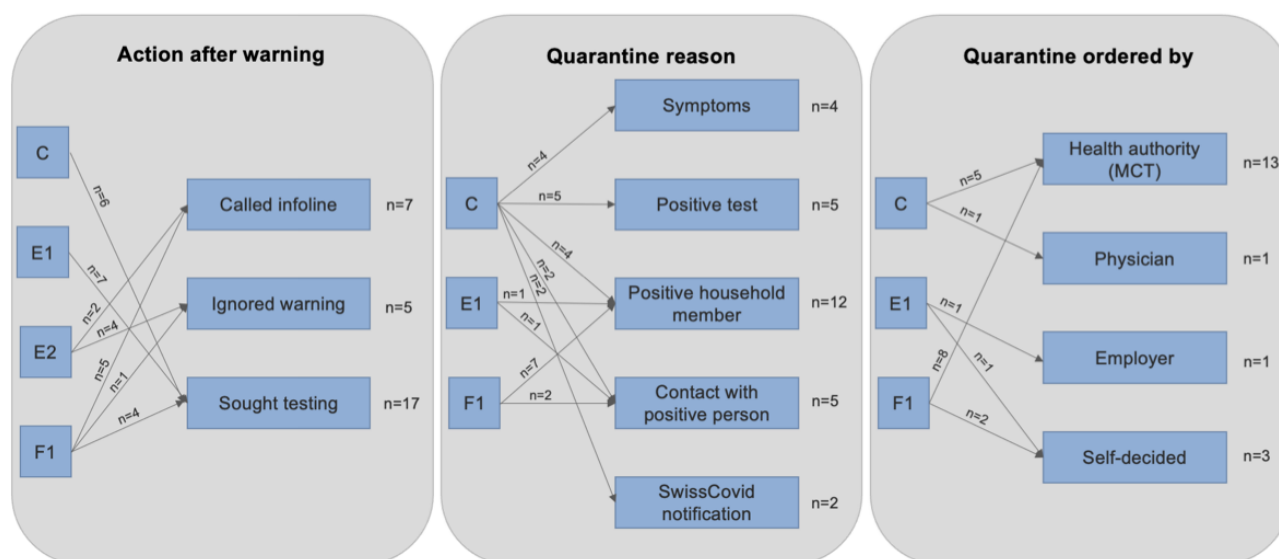 Action after warning
C
E1
E2
F1
n=6
n=7
n=2
n=4
n=5
n=1
n=4
Called infoline
n=7
Ignored warning
n=5
Sought testing
n=17
Quarantine reason
C
E1
F1
n=4
n=5
n=4
n=2
n=2
n=1
n=1
n=7
n=2
Symptoms
n=4
Positive test
n=5
Positive household
member
n=12
Contact with
positive person
n=5
SwissCovid
notification
n=2
Quarantine ordered by
C
E1
F1
n=5
n=1
n=1
n=1
n=8
n=2
Health authority
(MCT)
n=13
Physician
n=1
Employer
n=1
Self-decided
n=3